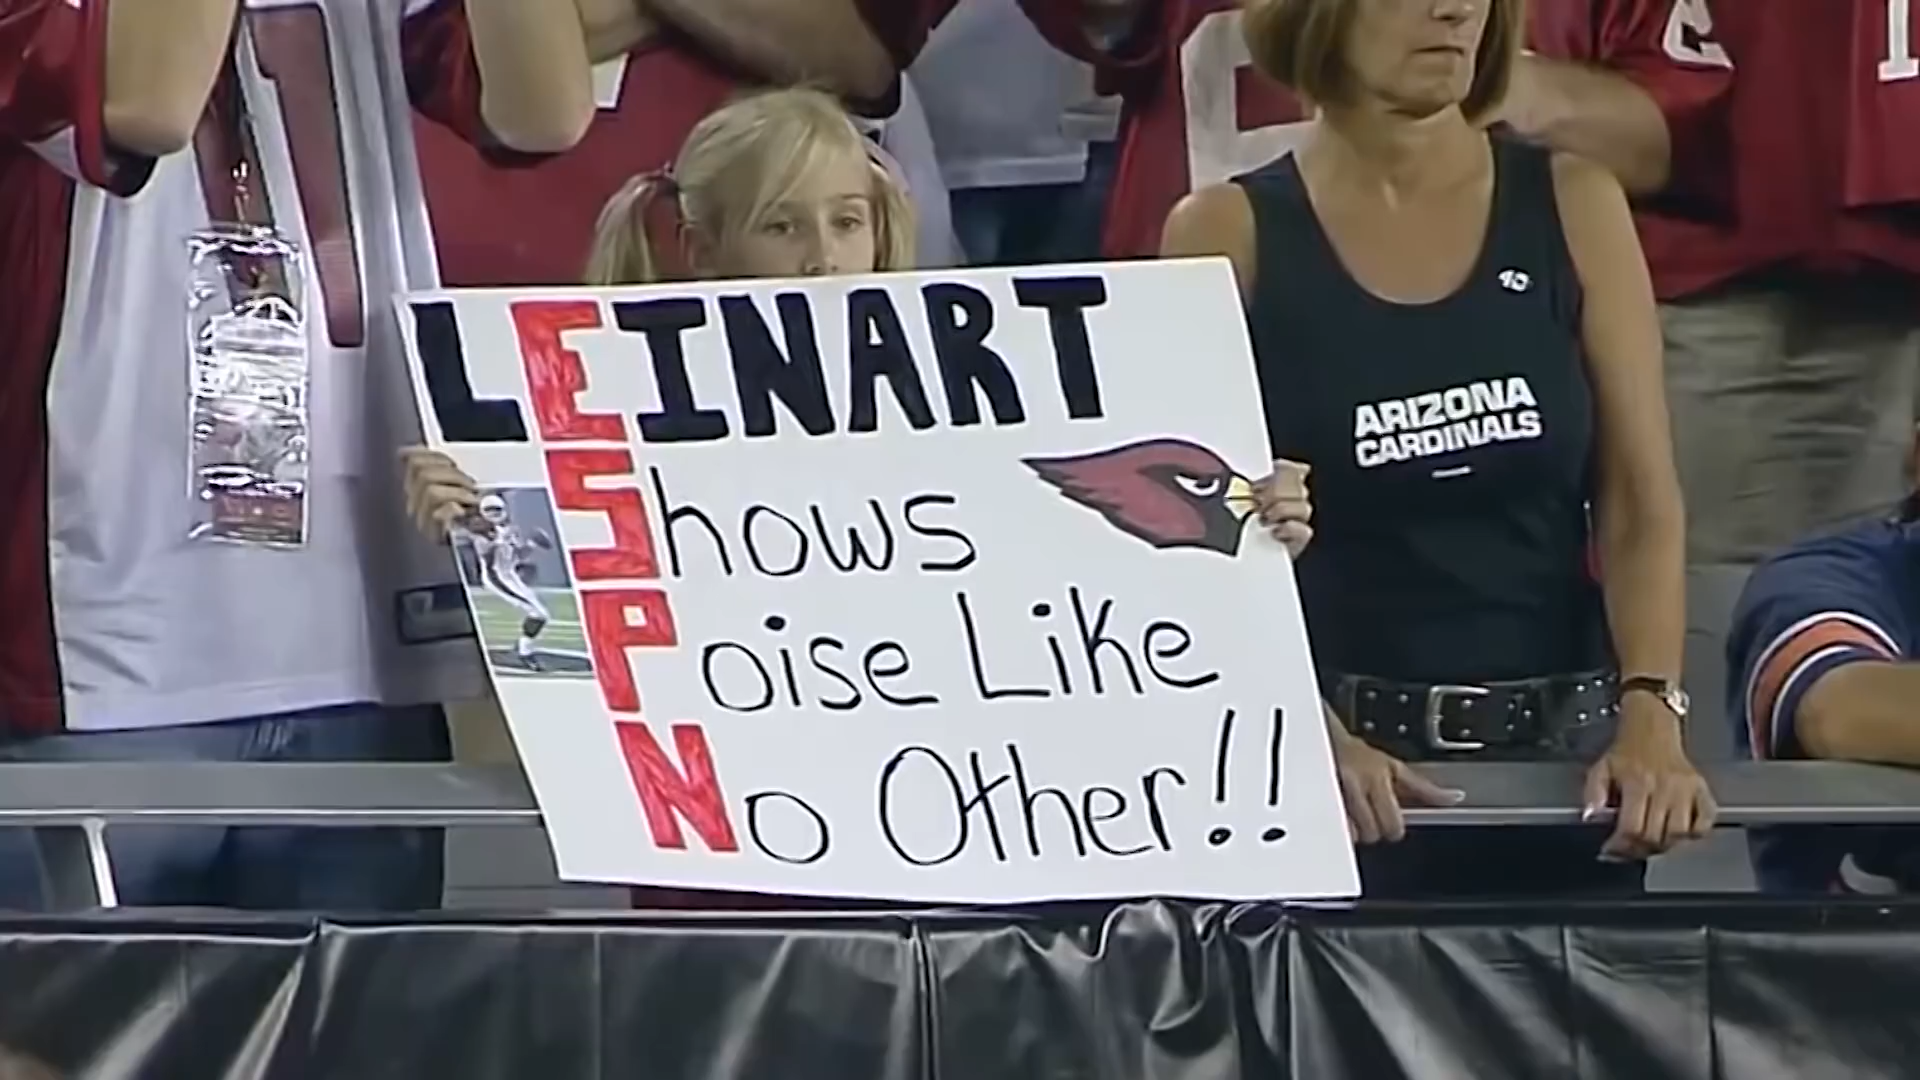 LEINART
Shows
Poise Like
No Other!!
ARIZONA
CARDINALS